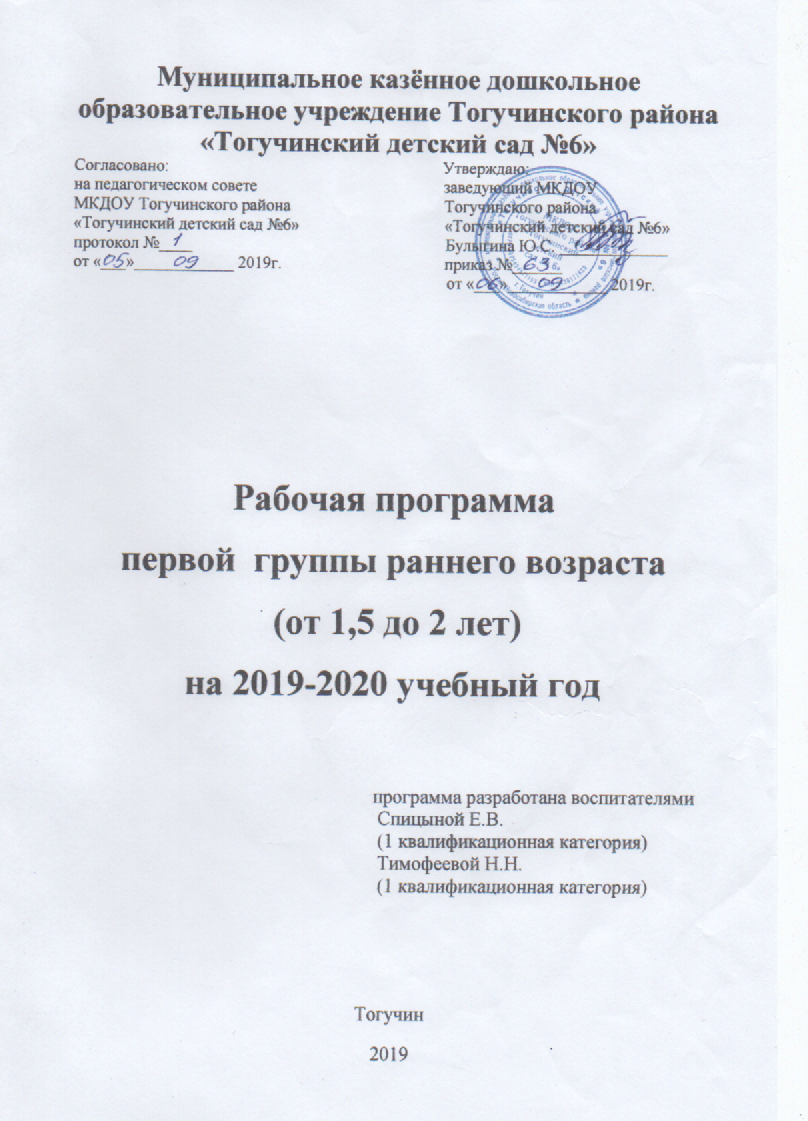 Муниципальное казённое дошкольное
образовательное учреждение Тогучинского района
«Тогучинский детский сад №6»
Согласовано:
на педагогическом совете
МКДОУ Тогучинского района
«Тогучинский детский сад №6»
протокол № 1
от «05» 09 2019г.
Утверждаю:
заведующий МКДОУ
Тогучинского района
«Тогучинский детский сад №6»
Булыгина Ю.С.
приказ № 63
от «06» 09 2019г.
Рабочая программа
первой группы раннего возраста
(от 1,5 до 2 лет)
на 2019-2020 учебный год
программа разработана воспитателями
Спицыной Е.В.
(1 квалификационная категория)
Тимофеевой Н.Н.
(1 квалификационная категория)
Тогучин
2019